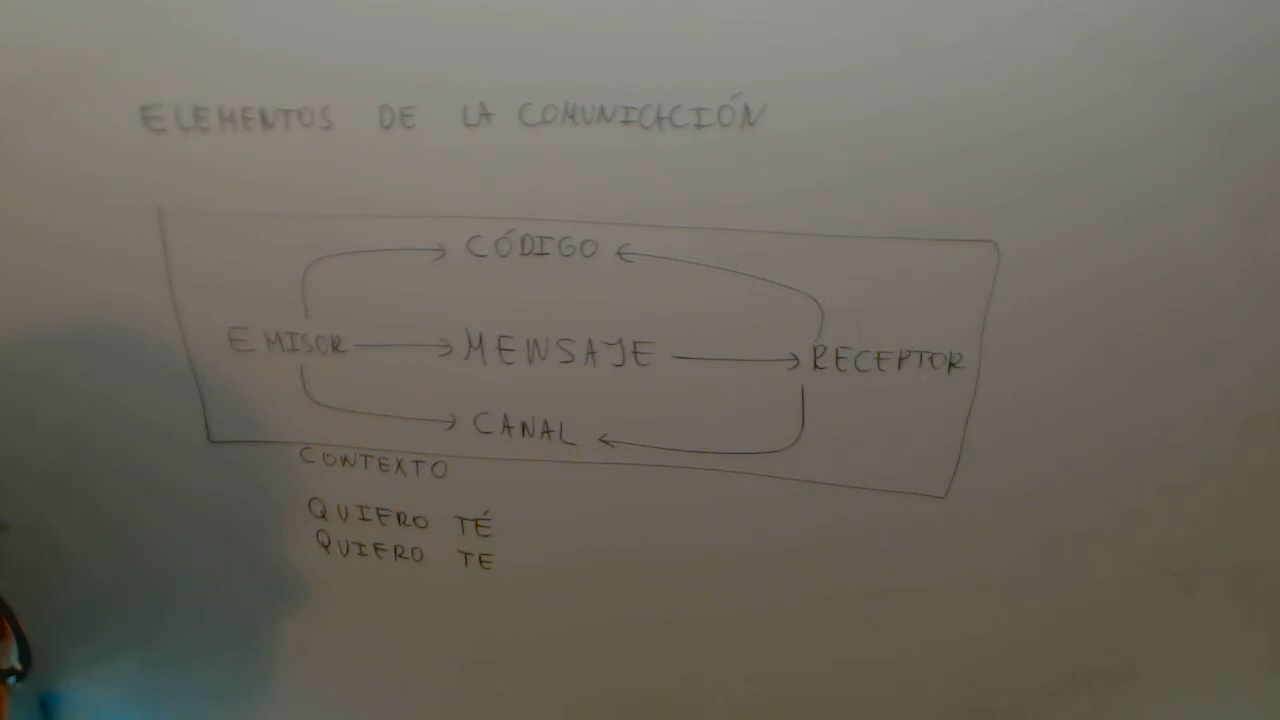 ELEMENTOS DE LA COMUNICACIÓN
CÓDIGO
EMISOR MENSAJE RECEPTOR
CANAL
CONTEXTO
QUIERO TÉ
QUIERO TE